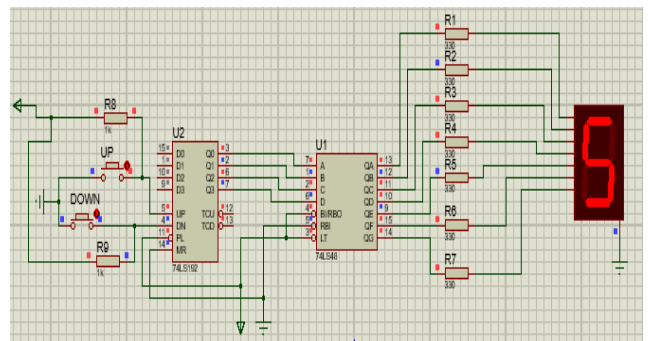 R1
330
R2
330
R3
330
R4
330
R5
330
R6
330
R7
330
R8
1k
UP
DOWN
R9
1k
U2
15 D0 Q0 3
1 D1 Q1 2
10 D2 Q2 6
9 D3 Q3 7
5 UP TCU 12
4 DN TCD 13
11 PL
14 MR
74LS192
U1
7 A QA 13
1 B QB 12
2 C QC 11
6 D QD 10
4 BI/RBO QE 9
5 RBI QF 15
3 LT QG 14
74LS48
5